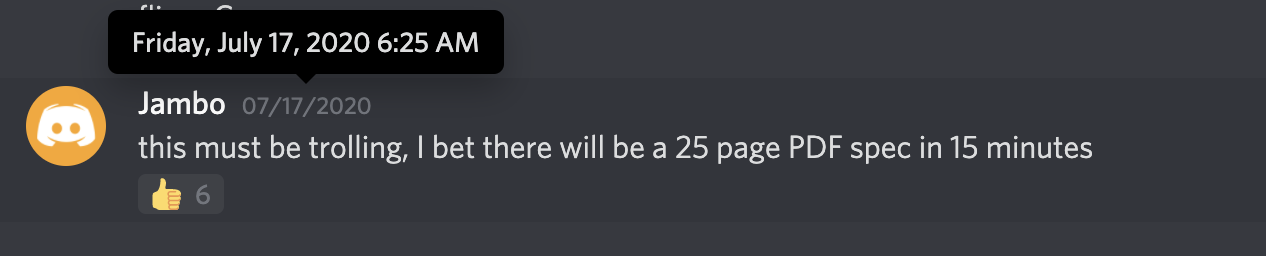 Friday, July 17, 2020 6:25 AM
Jambo 07/17/2020
this must be trolling, I bet there will be a 25 page PDF spec in 15 minutes
6